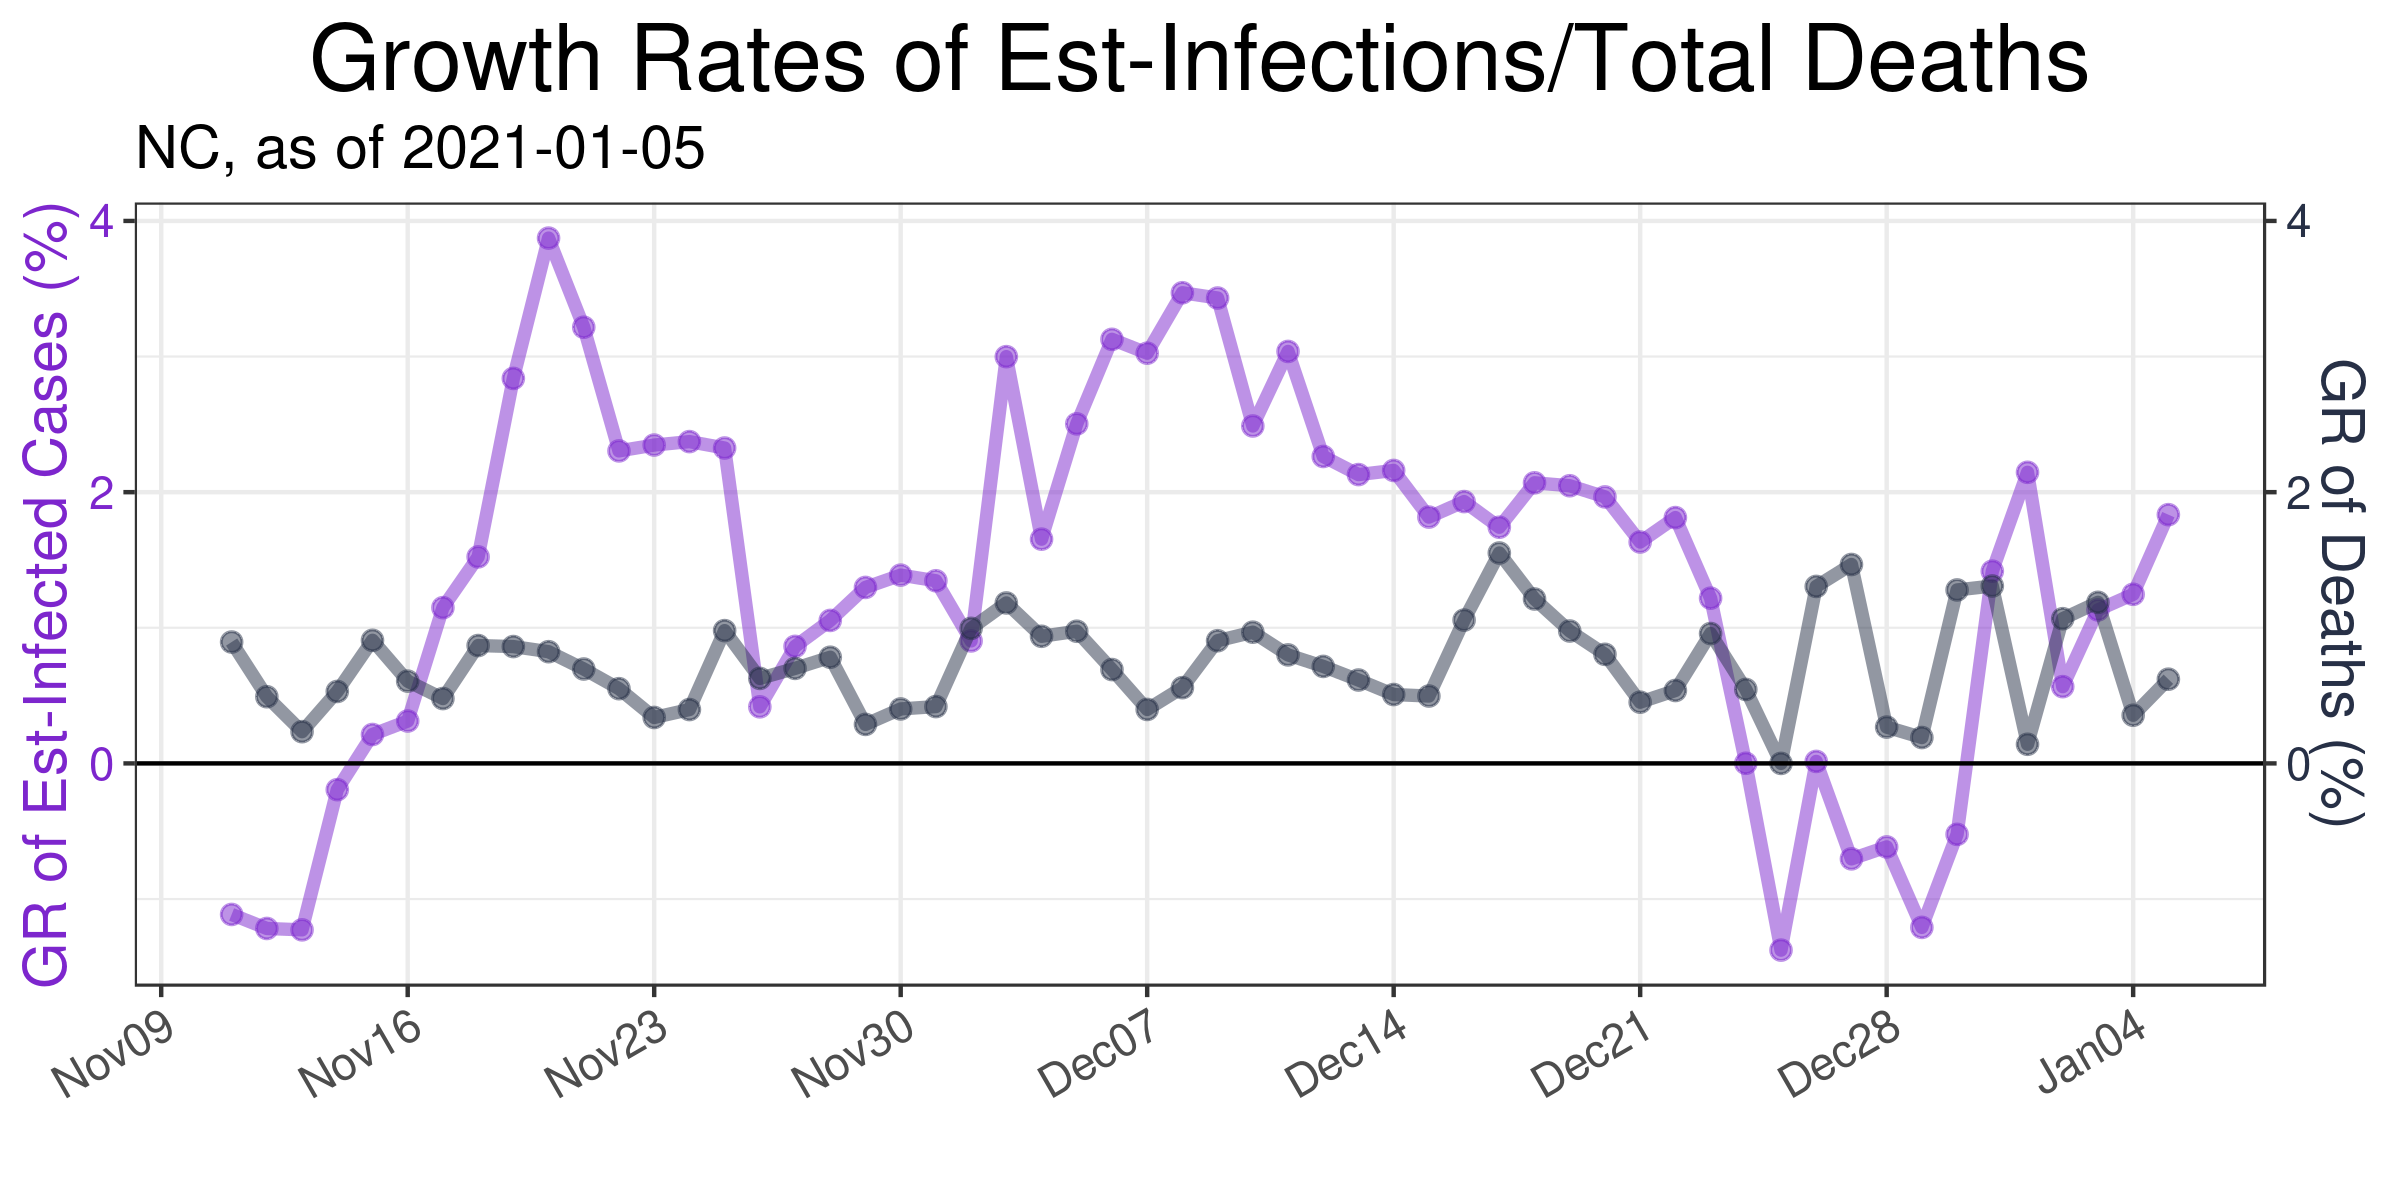 Growth Rates of Est-Infections/Total Deaths
NC, as of 2021-01-05
GR of Est-Infected Cases (%)
4
2
0
4
2
0
GR of Deaths (%)
Nov09
Nov16
Nov23
Nov30
Dec07
Dec14
Dec21
Dec28
Jan04